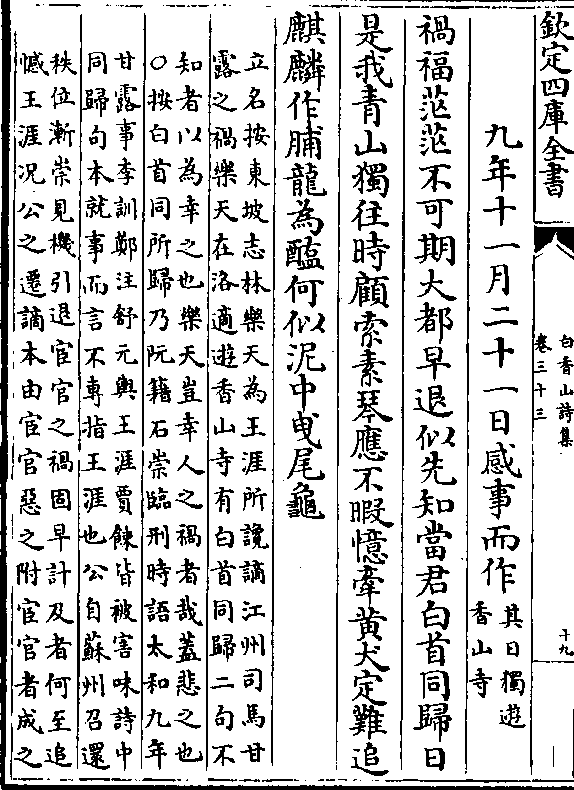 欽定四庫全書
白香山詩集
卷三十三
十九
九年十一月二十一日感事而作
其日獨遊
香山寺
禍福茫茫不可期大都早退似先知當君白首同歸日
是我青山獨往時顧索素琴應不暇憶牽黃犬定難追
麒麟作脯龍為醢何似泥中曳尾龜
立名按東坡志林樂天為王涯所讒謫江州司馬甘
露之禍樂天在洛適遊香山寺有白首同歸二句不
知者以為幸之也樂天豈幸人之禍者哉蓋悲之也
○按白首同所歸乃阮籍石崇臨刑時語太和九年
甘露事李訓鄭注舒元輿王涯賈餗皆被害味詩中
同歸句本就事而言不專指王涯也公自蘇州召還
秩位漸崇見機引退宦官之禍固早計及者何至追
憾王涯況公之遷謫本由宦官惡之附宦官者成之